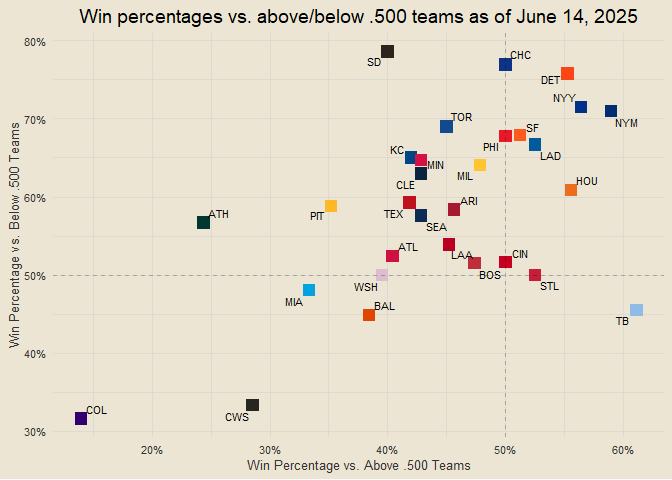 Win percentages vs. above/below .500 teams as of June 14, 2025
80%
SD
CHC
DET
NYY
NYM
70%
TOR
PHI
SF
LAD
KC
MIN
MIL
CLE
HOU
60%
ATH
PIT
TEX
ARI
SEA
ATL
LAA
CIN
BOS
50%
WSH
STL
MIA
BAL
TB
40%
COL
CWS
30%
20%
30%
40%
50%
60%
Win Percentage vs. Below .500 Teams
Win Percentage vs. Above .500 Teams